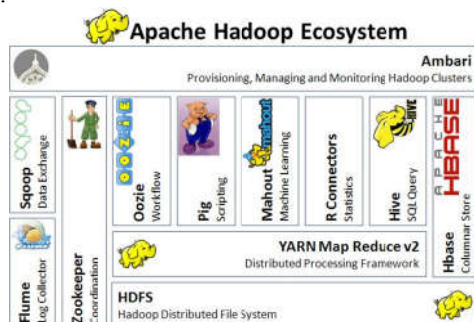 Apache Hadoop Ecosystem
Ambari
Provisioning, Managing and Monitoring Hadoop Clusters
Sqoop
Data Exchange
Zookeeper
Coordination
OOZIE
Oozie
Workflow
Pig
Scripting
mahout
Mahout
Machine Learning
R Connectors
Statistics
HIVE
Hive
SQL Query
APACHE
HBASE
Hbase
Columnar Store
Flume
Log Collector
YARN Map Reduce v2
Distributed Processing Framework
HDFS
Hadoop Distributed File System